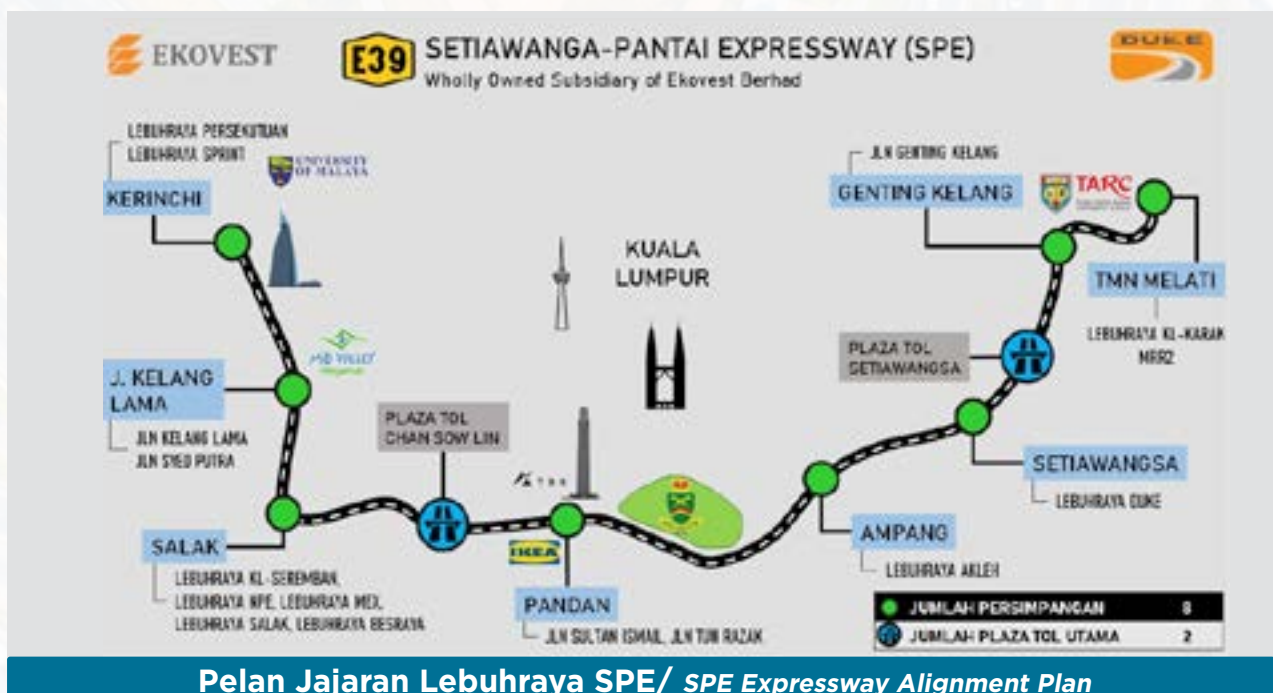 EKOVEST
E39
SETIAWANGA-PANTAI EXPRESSWAY (SPE)
Wholly Owned Subsidiary of Ekovest Berhad
DUKE
LEBUHRAYA PERSEKUTUAN
LEBUHRAYA SPRINT
KERINCHI
UNIVERSITY
OF MALAYA
JLN GENTING KELANG
GENTING KELANG
TARC
KUALA
LUMPUR
TMN MELATI
LEBUHRAYA KL-KARAK
MRR2
MID VALLEY
Megamall
J. KELANG
LAMA
JLN KELANG LAMA
JLN SYED PUTRA
PLAZA TOL
SETIAWANGSA
PLAZA TOL
CHAN SOW LIN
SETIAWANGSA
LEBUHRAYA DUKE
SALAK
LEBUHRAYA KL-SEREMBAN,
LEBUHRAYA NPE, LEBUHRAYA MEX,
LEBUHRAYA SALAK, LEBUHRAYA BESRAYA
IKEA
PANDAN
JLN SULTAN ISMAIL, JLN TUN RAZAK
AMPANG
LEBUHRAYA AKLEH
JUMLAH PERSIMPANGAN 8
JUMLAH PLAZA TOL UTAMA 2
Pelan Jajaran Lebuhraya SPE/ SPE Expressway Alignment Plan